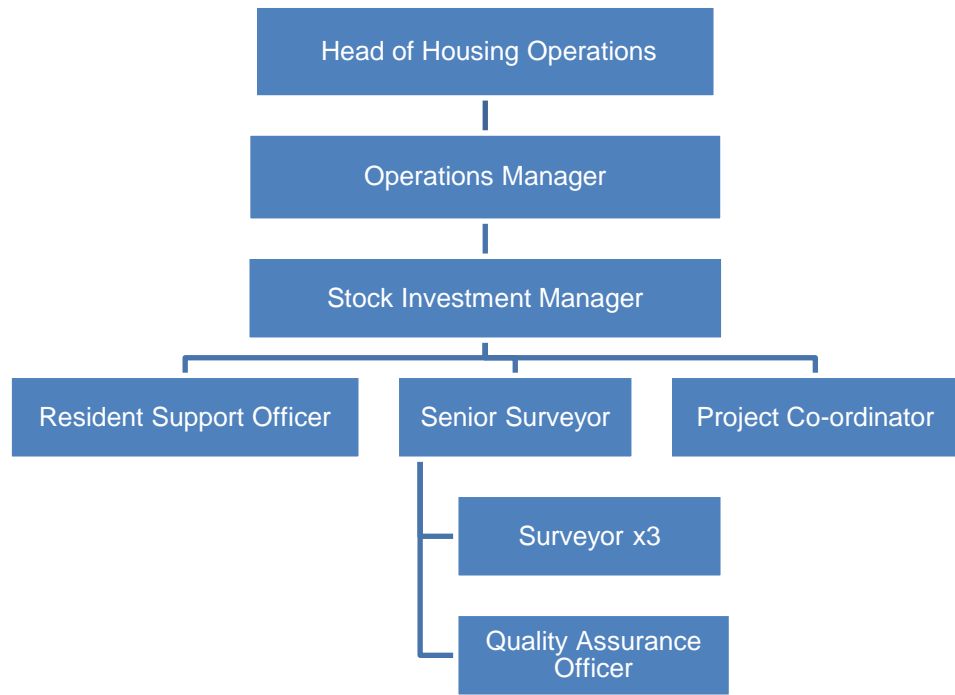 Head of Housing Operations
Operations Manager
Stock Investment Manager
Resident Support Officer
Senior Surveyor
Project Co-ordinator
Surveyor x3
Quality Assurance
Officer